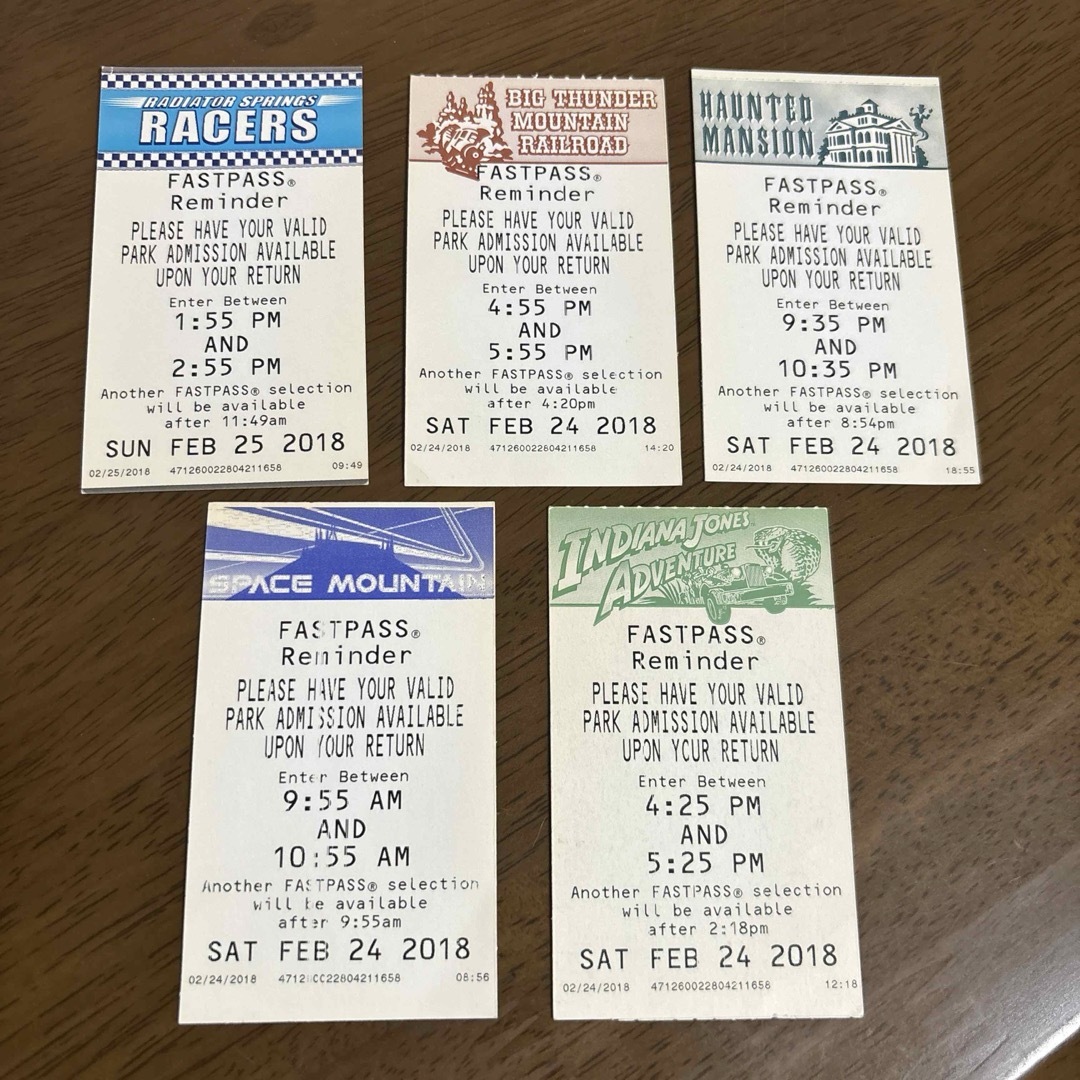 RADIATOR SPRINGS
RACERS
FASTPASS®
Reminder
PLEASE HAVE YOUR VALID
PARK ADMISSION AVAILABLE
UPON YOUR RETURN
Enter Between
1:55 PM
AND
2:55 PM
Another FASTPASS® selection
will be available
after 11:49am
SUN FEB 25 2018
02/25/2018 471260022804211658 09:49
BIG THUNDER
MOUNTAIN
RAILROAD
FASTPASS®
Reminder
PLEASE HAVE YOUR VALID
PARK ADMISSION AVAILABLE
UPON YOUR RETURN
Enter Between
4:55 PM
AND
5:55 PM
Another FASTPASS® selection
will be available
after 4:20pm
SAT FEB 24 2018
02/24/2018 471260022804211658 14:20
HAUNTED
MANSION
FASTPASS®
Reminder
PLEASE HAVE YOUR VALID
PARK ADMISSION AVAILABLE
UPON YOUR RETURN
Enter Between
9:35 PM
AND
10:35 PM
Another FASTPASS® selection
will be available
after 8:54pm
SAT FEB 24 2018
02/24/2018 471260022804211658 18:55
SPACE MOUNTAIN
FASTPASS®
Reminder
PLEASE HAVE YOUR VALID
PARK ADMISSION AVAILABLE
UPON YOUR RETURN
Enter Between
9:55 AM
AND
10:55 AM
Another FASTPASS® selection
will be available
after 9:55am
SAT FEB 24 2018
02/24/2018 08:56
INDIANA JONES
ADVENTURE
FASTPASS®
Reminder
PLEASE HAVE YOUR VALID
PARK ADMISSION AVAILABLE
UPON YOUR RETURN
Enter Between
4:25 PM
AND
5:25 PM
Another FASTPASS® selection
will be available
after 2:18pm
SAT FEB 24 2018
02/24/2018 471260022804211658 12:18